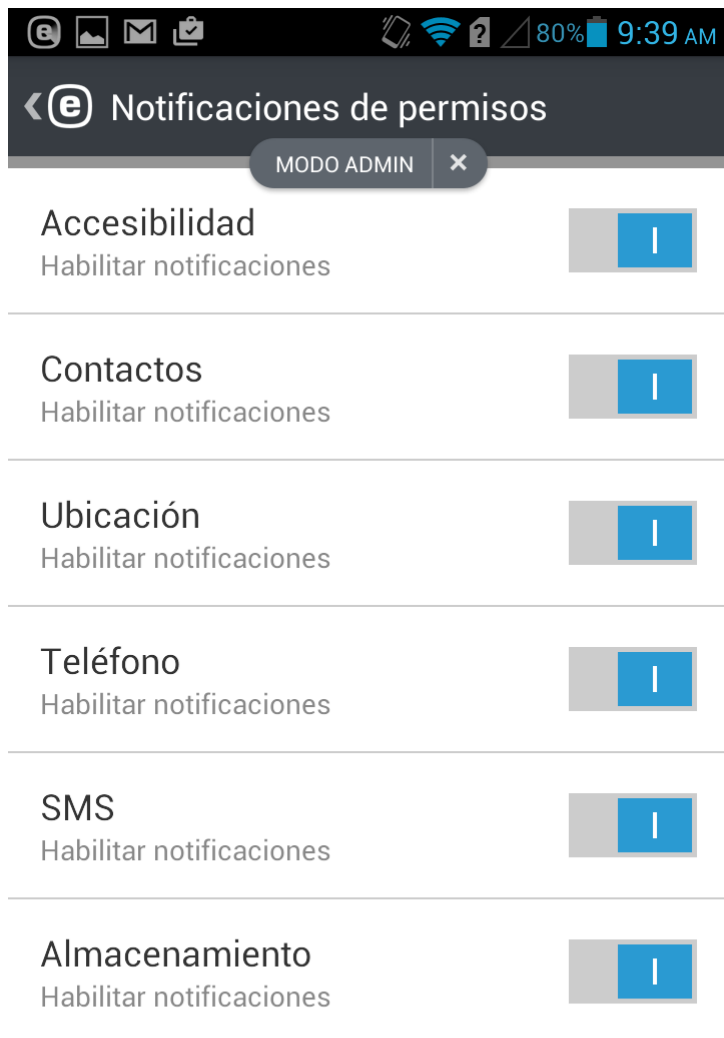 80% 9:39 AM
Notificaciones de permisos
MODO ADMIN ×
Accesibilidad
Habilitar notificaciones
Contactos
Habilitar notificaciones
Ubicación
Habilitar notificaciones
Teléfono
Habilitar notificaciones
SMS
Habilitar notificaciones
Almacenamiento
Habilitar notificaciones